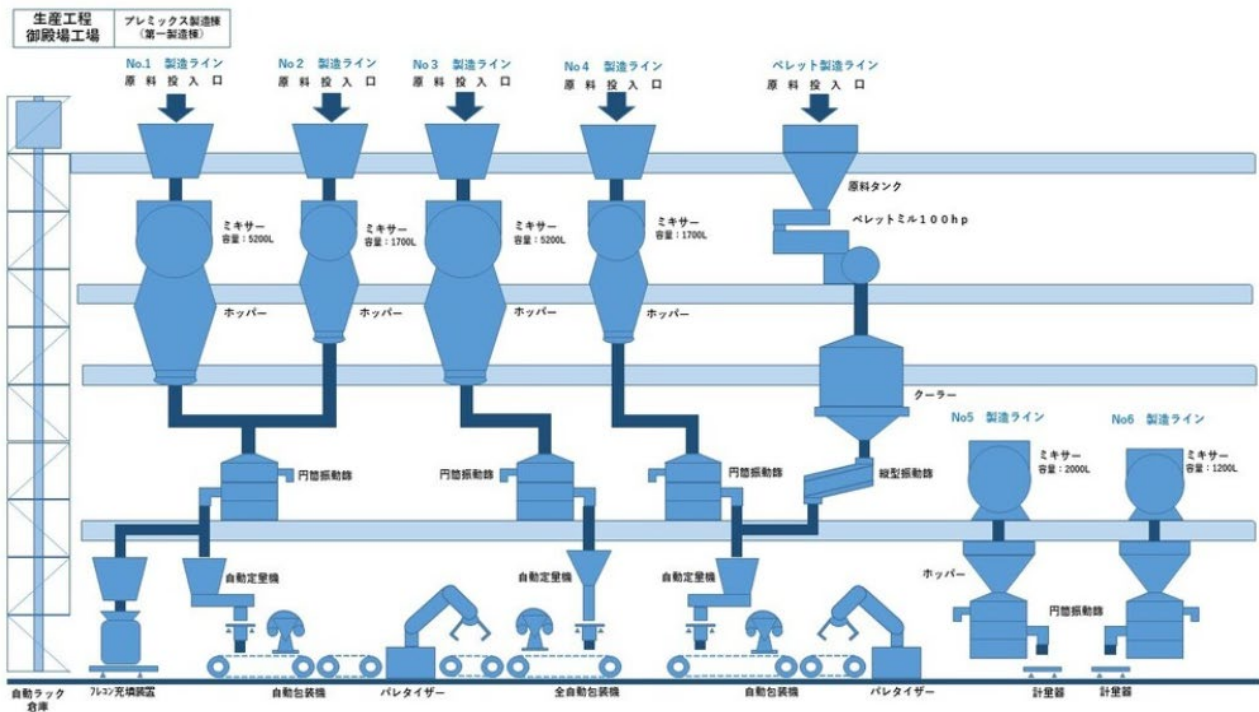 生産工程
御殿場工場
プレミックス製造棟
(第一製造棟)
No.1 製造ライン
原料投入口
No2 製造ライン
原料投入口
No3 製造ライン
原料投入口
No4 製造ライン
原料投入口
ペレット製造ライン
原料投入口
原料タンク
ペレットミル100hp
ミキサー
容量:5200L
ミキサー
容量:1700L
ミキサー
容量:5200L
ミキサー
容量:1700L
ホッパー
ホッパー
ホッパー
ホッパー
クーラー
No5 製造ライン
No6 製造ライン
ミキサー
容量:2000L
ミキサー
容量:1200L
円筒振動篩
円筒振動篩
円筒振動篩
縦型振動篩
自動定量機
自動定量機
自動定量機
ホッパー
円筒振動篩
自動ラック
倉庫
フレコン充填装置
自動包装機
パレタイザー
全自動包装機
自動包装機
パレタイザー
計量器
計量器